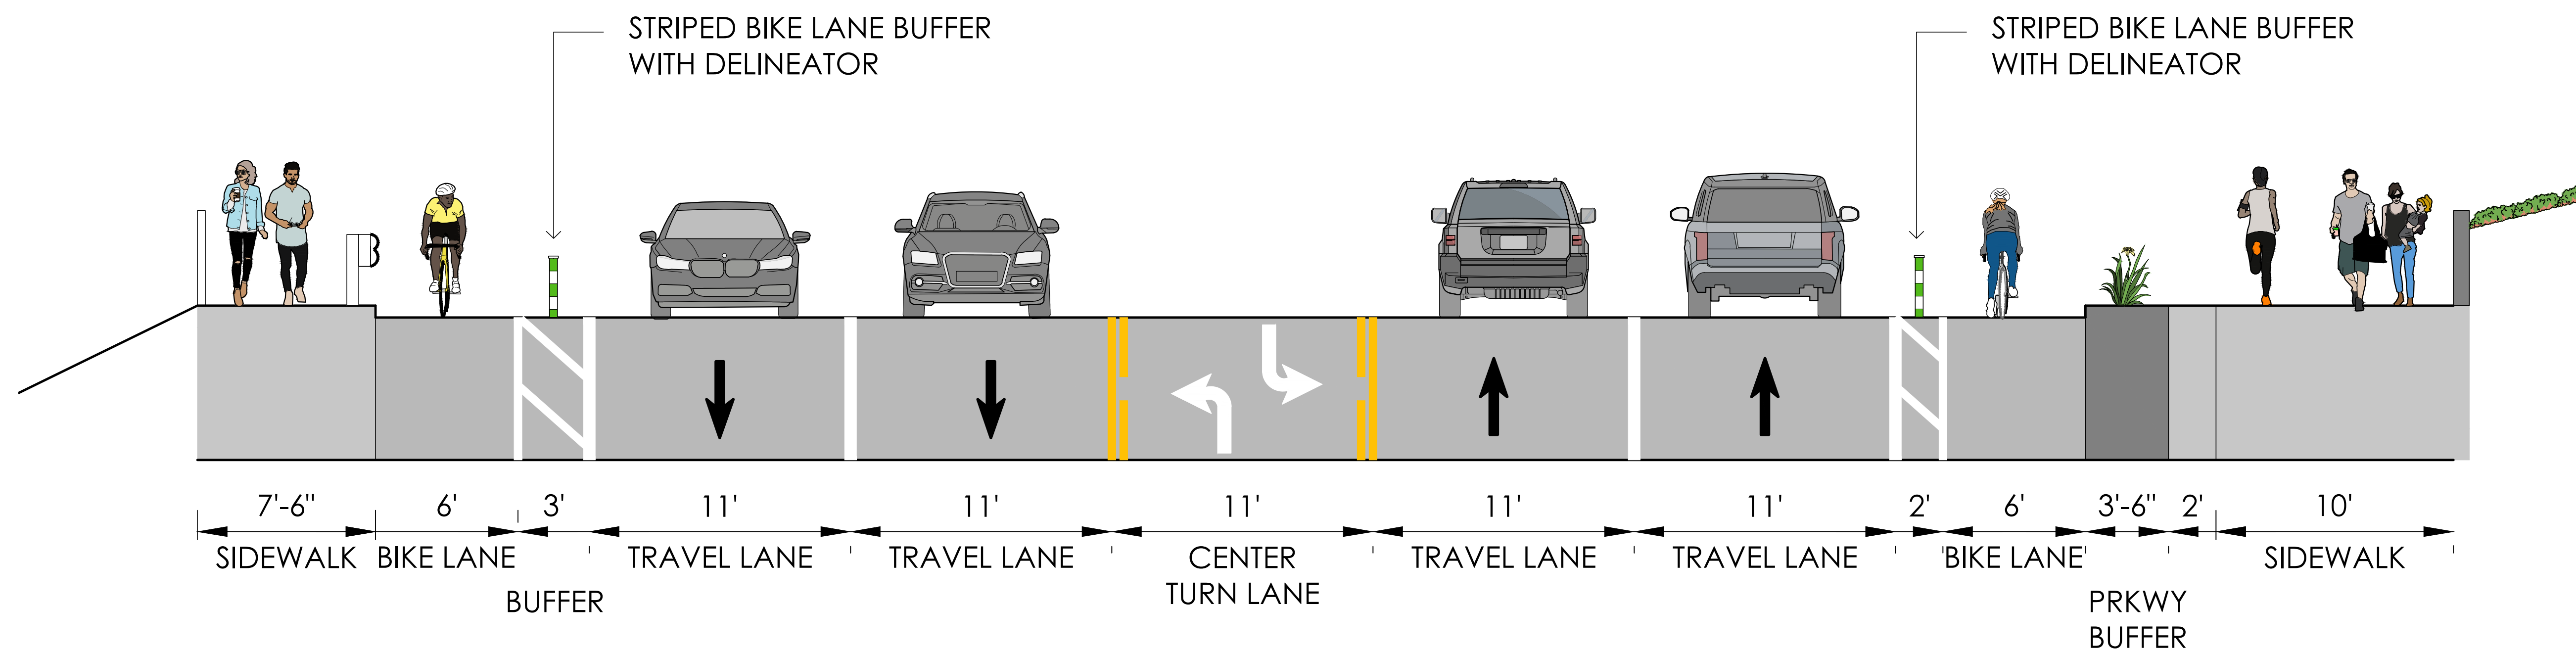 STRIPED BIKE LANE BUFFER
WITH DELINEATOR
STRIPED BIKE LANE BUFFER
WITH DELINEATOR
7'-6" 6' 3' 11' 11' 11' 11' 11' 2' 6' 3'-6" 2' 10'
SIDEWALK BIKE LANE TRAVEL LANE TRAVEL LANE CENTER TRAVEL LANE TRAVEL LANE BIKE LANE SIDEWALK
TURN LANE
BUFFER PRKWY
BUFFER